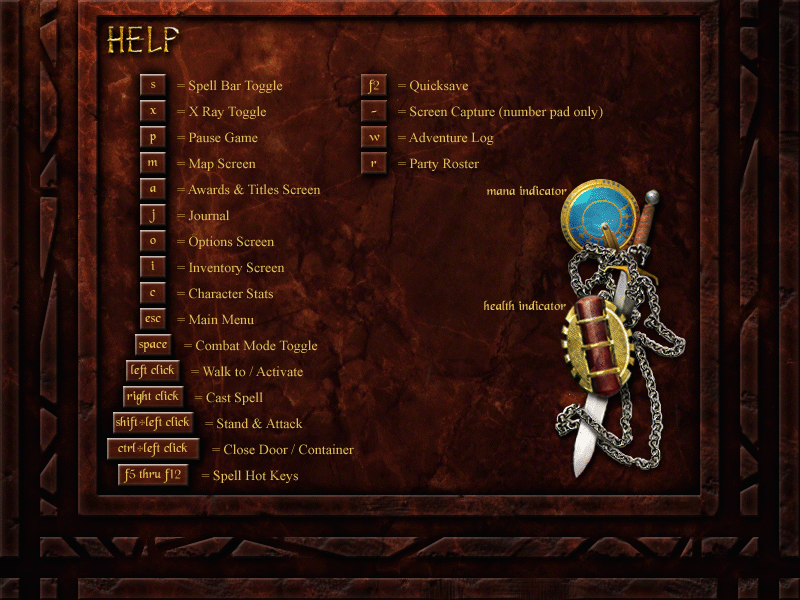 HELP
s = Spell Bar Toggle
x = X Ray Toggle
p = Pause Game
m = Map Screen
a = Awards & Titles Screen
j = Journal
o = Options Screen
i = Inventory Screen
c = Character Stats
esc = Main Menu
space = Combat Mode Toggle
left click = Walk to / Activate
right click = Cast Spell
shift+left click = Stand & Attack
ctrl+left click = Close Door / Container
f5 thru f12 = Spell Hot Keys
f2 = Quicksave
- = Screen Capture (number pad only)
w = Adventure Log
r = Party Roster
mana indicator
health indicator